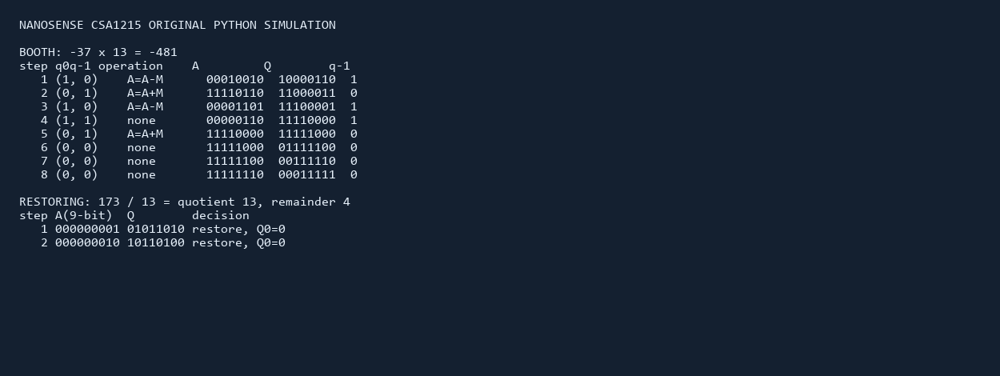 NANOSENSE CSA1215 ORIGINAL PYTHON SIMULATION

BOOTH: -37 x 13 = -481
step q0q-1 operation    A         Q        q-1
   1 (1, 0)    A=A-M      00010010  10000110  1
   2 (0, 1)    A=A+M      11110110  11000011  0
   3 (1, 0)    A=A-M      00001101  11100001  1
   4 (1, 1)    none       00000110  11110000  1
   5 (0, 1)    A=A+M      11110000  11111000  0
   6 (0, 0)    none       11111000  01111100  0
   7 (0, 0)    none       11111100  00111110  0
   8 (0, 0)    none       11111110  00011111  0

RESTORING: 173 / 13 = quotient 13, remainder 4
step A(9-bit)  Q        decision
   1 000000001 01011010 restore, Q0=0
   2 000000010 10110100 restore, Q0=0